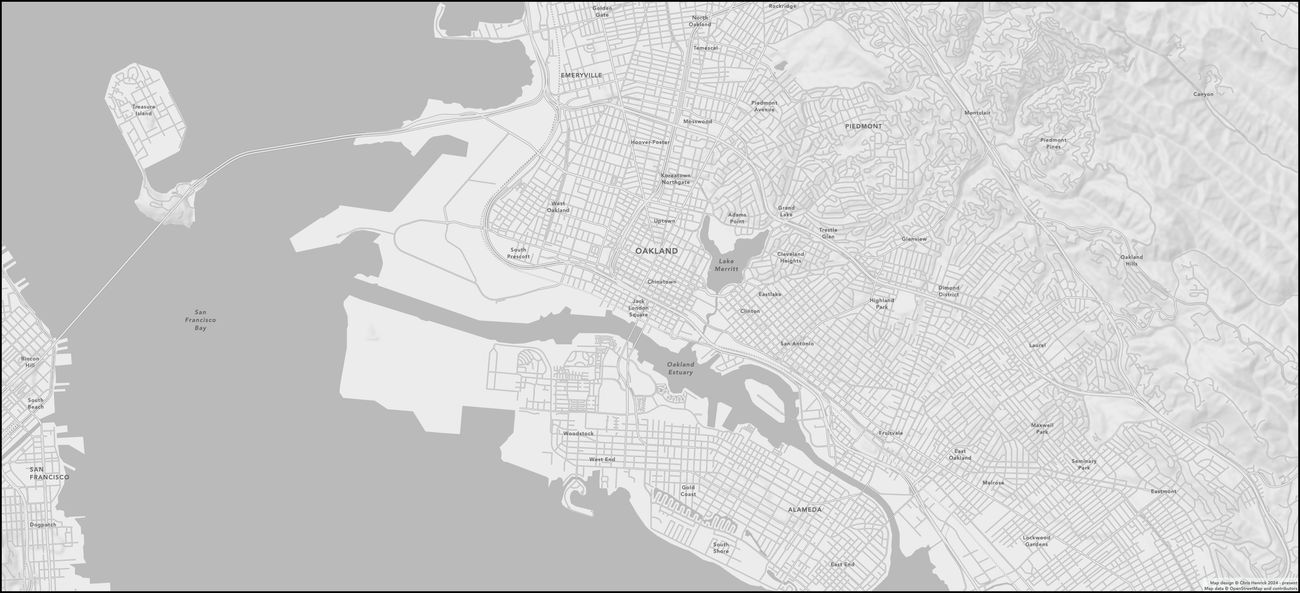 Golden
Gate
Rockridge
North
Oakland
Temescal
EMERYVILLE
Canyon
Treasure
Island
Piedmont
Avenue
Montclair
Mosswood
PIEDMONT
Hoover-Foster
Piedmont
Pines
Koreatown
Northgate
West
Oakland
Adams
Point
Grand
Lake
Uptown
Trestle
Glen
Glenview
South
Prescott
OAKLAND
Lake
Merritt
Cleveland
Heights
Oakland
Hills
Chinatown
Eastlake
Dimond
District
Jack
London
Square
Highland
Park
Clinton
San
Francisco
Bay
San Antonio
Laurel
Rincon
Hill
Oakland
Estuary
South
Beach
Woodstock
Fruitvale
Maxwell
Park
West End
East
Oakland
Seminary
Park
SAN
FRANCISCO
Melrose
Gold
Coast
Eastmont
ALAMEDA
Dogpatch
Lockwood
Gardens
South
Shore
East End
Map design © Chris Henrick 2024 - present
Map data © OpenStreetMap and contributors